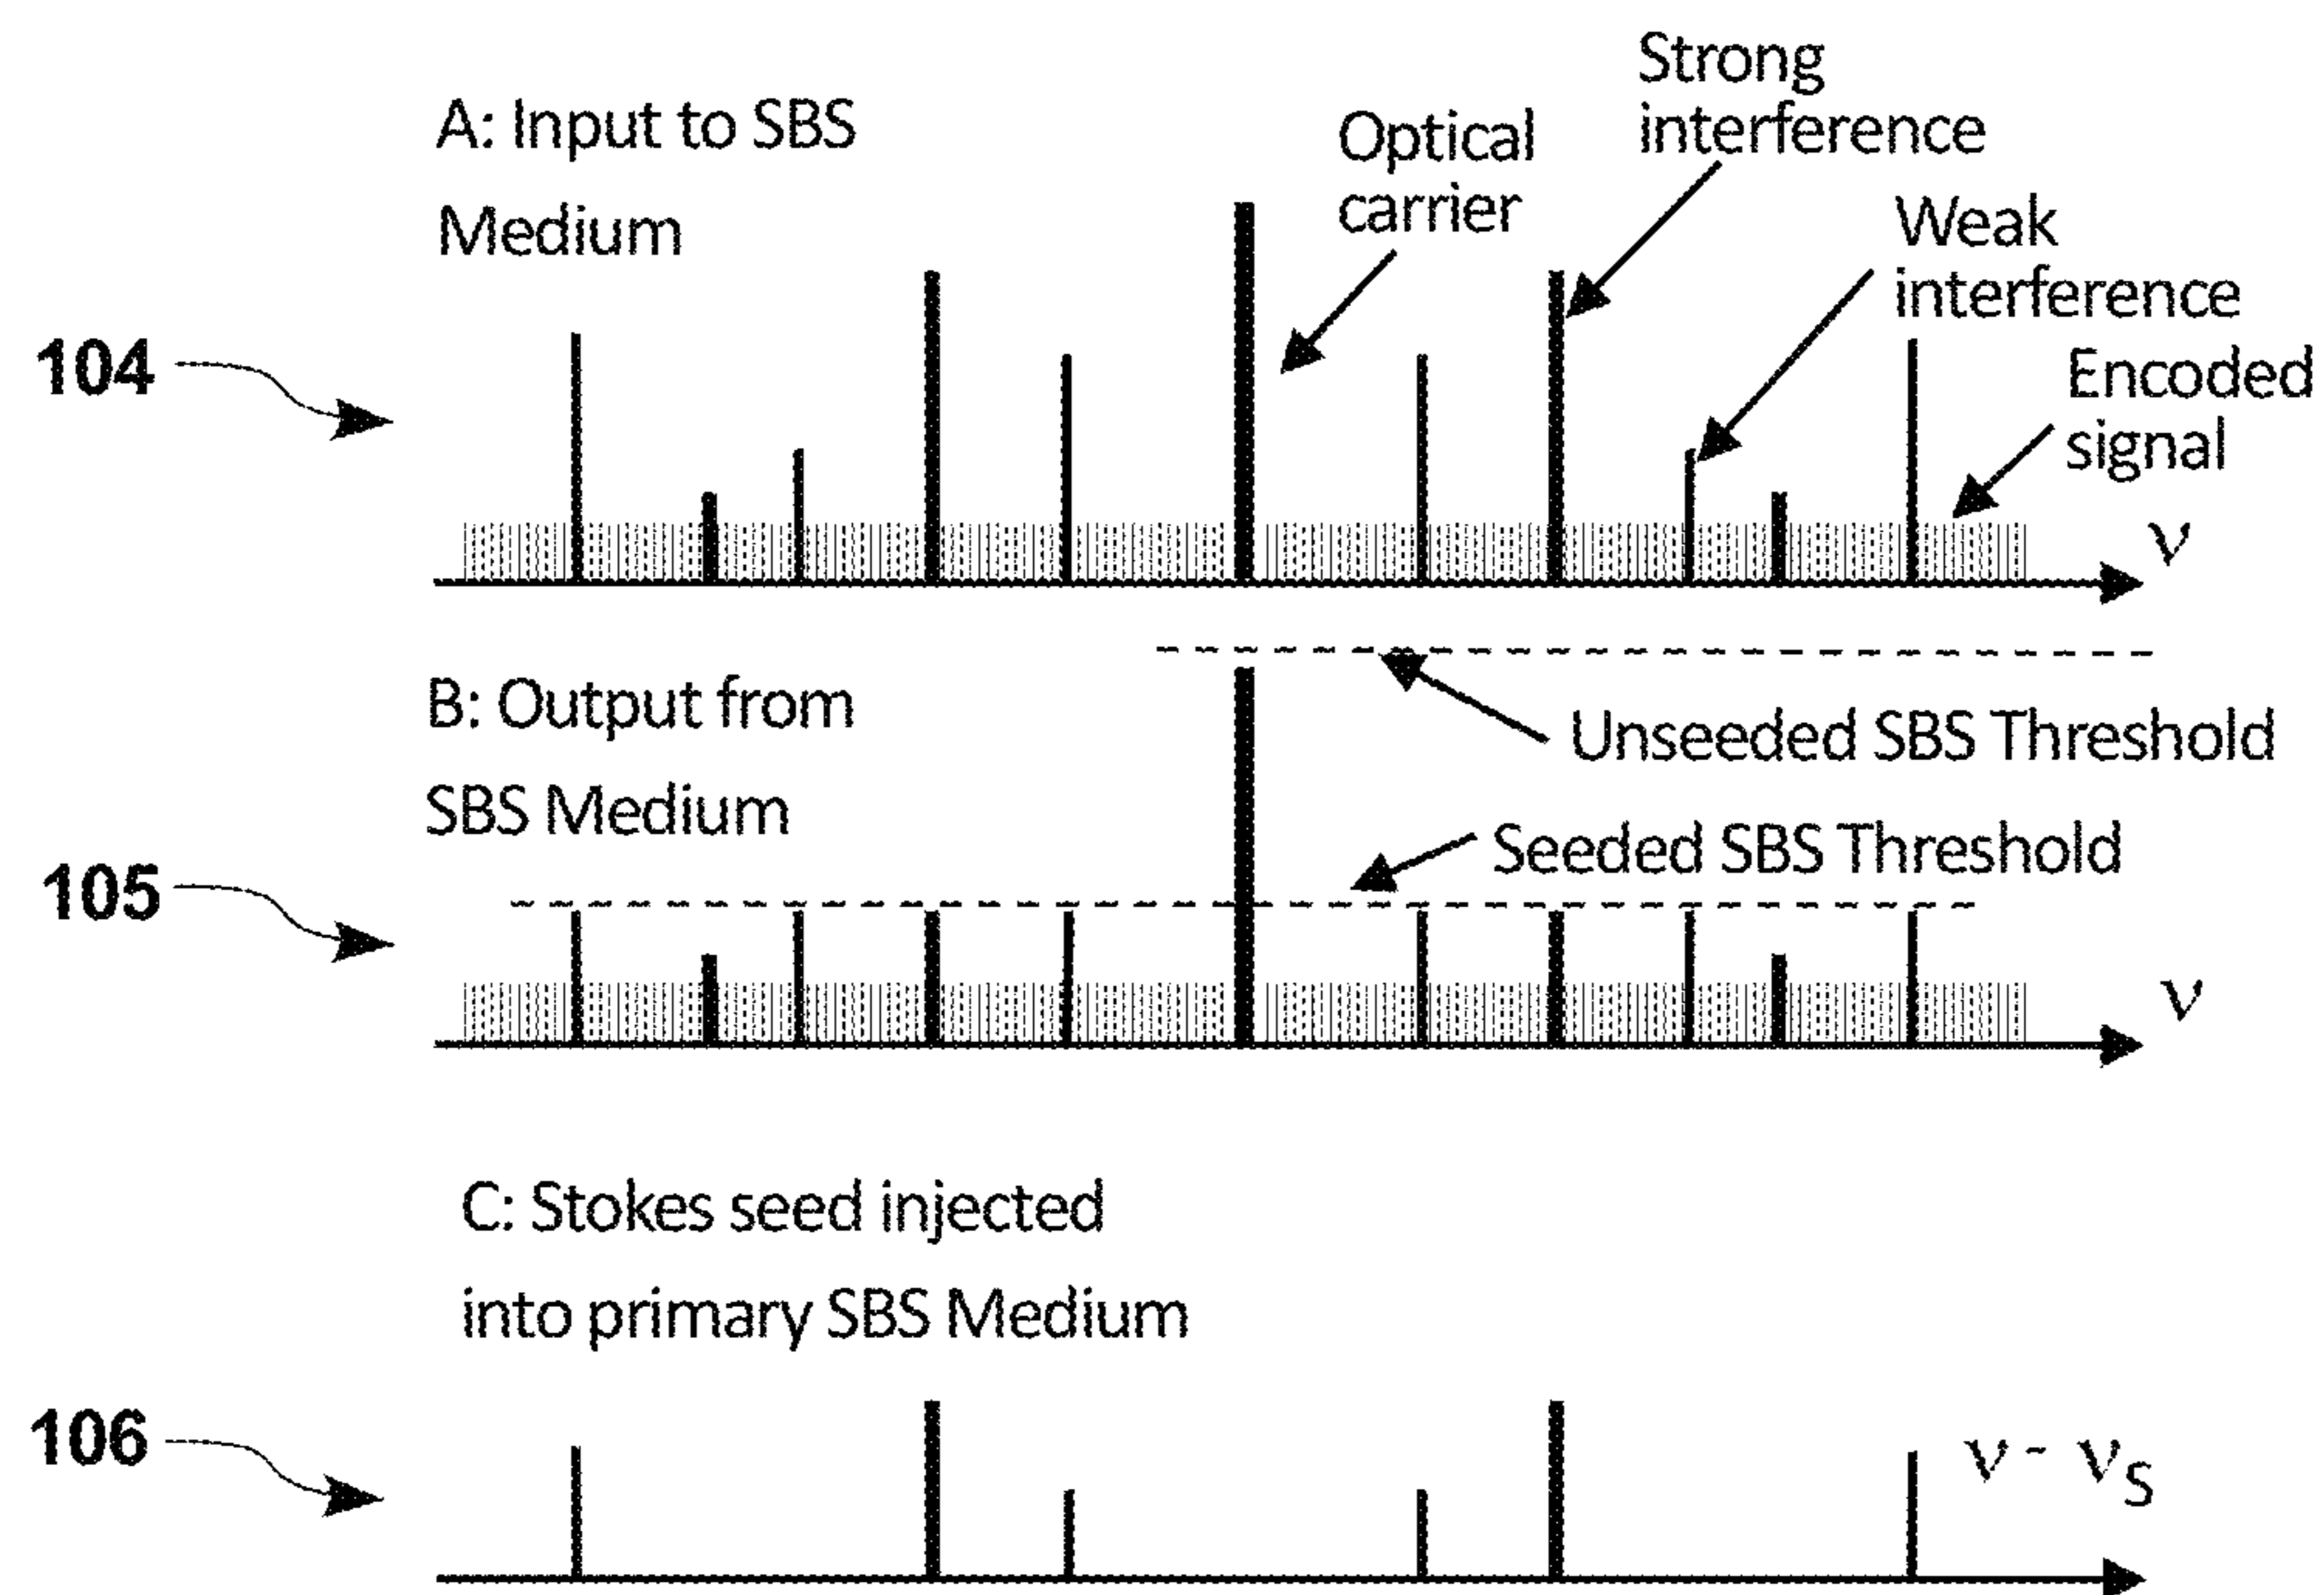 A: Input to SBS
Medium
Optical
carrier
Strong
interference
Weak
interference
Encoded
signal
104
ν
B: Output from
SBS Medium
Unseeded SBS Threshold
Seeded SBS Threshold
105
ν
C: Stokes seed injected
into primary SBS Medium
106
ν - νS